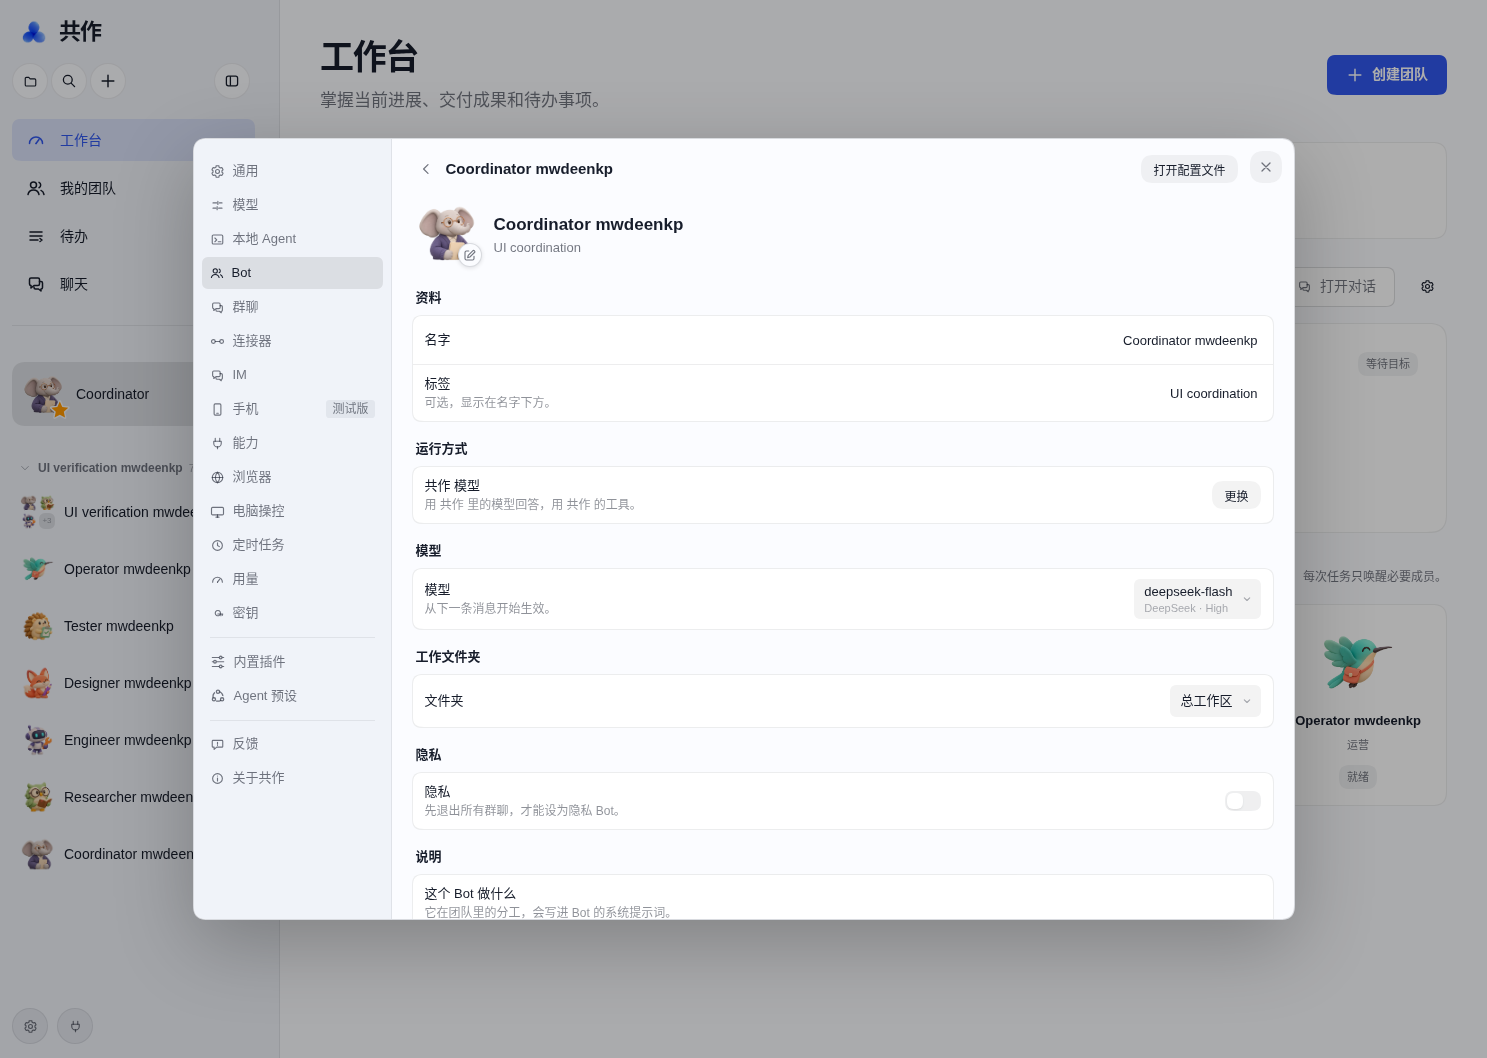 共作
工作台
掌握当前进展、交付成果和待办事项。
创建团队
工作台
我的团队
待办
聊天
Coordinator
UI verification mwdeenkp
UI verification mwdee
+3
Operator mwdeenkp
Tester mwdeenkp
Designer mwdeenkp
Engineer mwdeenkp
Researcher mwdeen
Coordinator mwdeen
通用
模型
本地 Agent
Bot
群聊
连接器
IM
手机
测试版
能力
浏览器
电脑操控
定时任务
用量
密钥
内置插件
Agent 预设
反馈
关于共作
Coordinator mwdeenkp
打开配置文件
Coordinator mwdeenkp
UI coordination
资料
名字
Coordinator mwdeenkp
标签
可选，显示在名字下方。
UI coordination
运行方式
共作 模型
用 共作 里的模型回答，用 共作 的工具。
更换
模型
模型
从下一条消息开始生效。
deepseek-flash
DeepSeek · High
工作文件夹
文件夹
总工作区
隐私
隐私
先退出所有群聊，才能设为隐私 Bot。
说明
这个 Bot 做什么
它在团队里的分工，会写进 Bot 的系统提示词。
打开对话
等待目标
每次任务只唤醒必要成员。
Operator mwdeenkp
运营
就绪